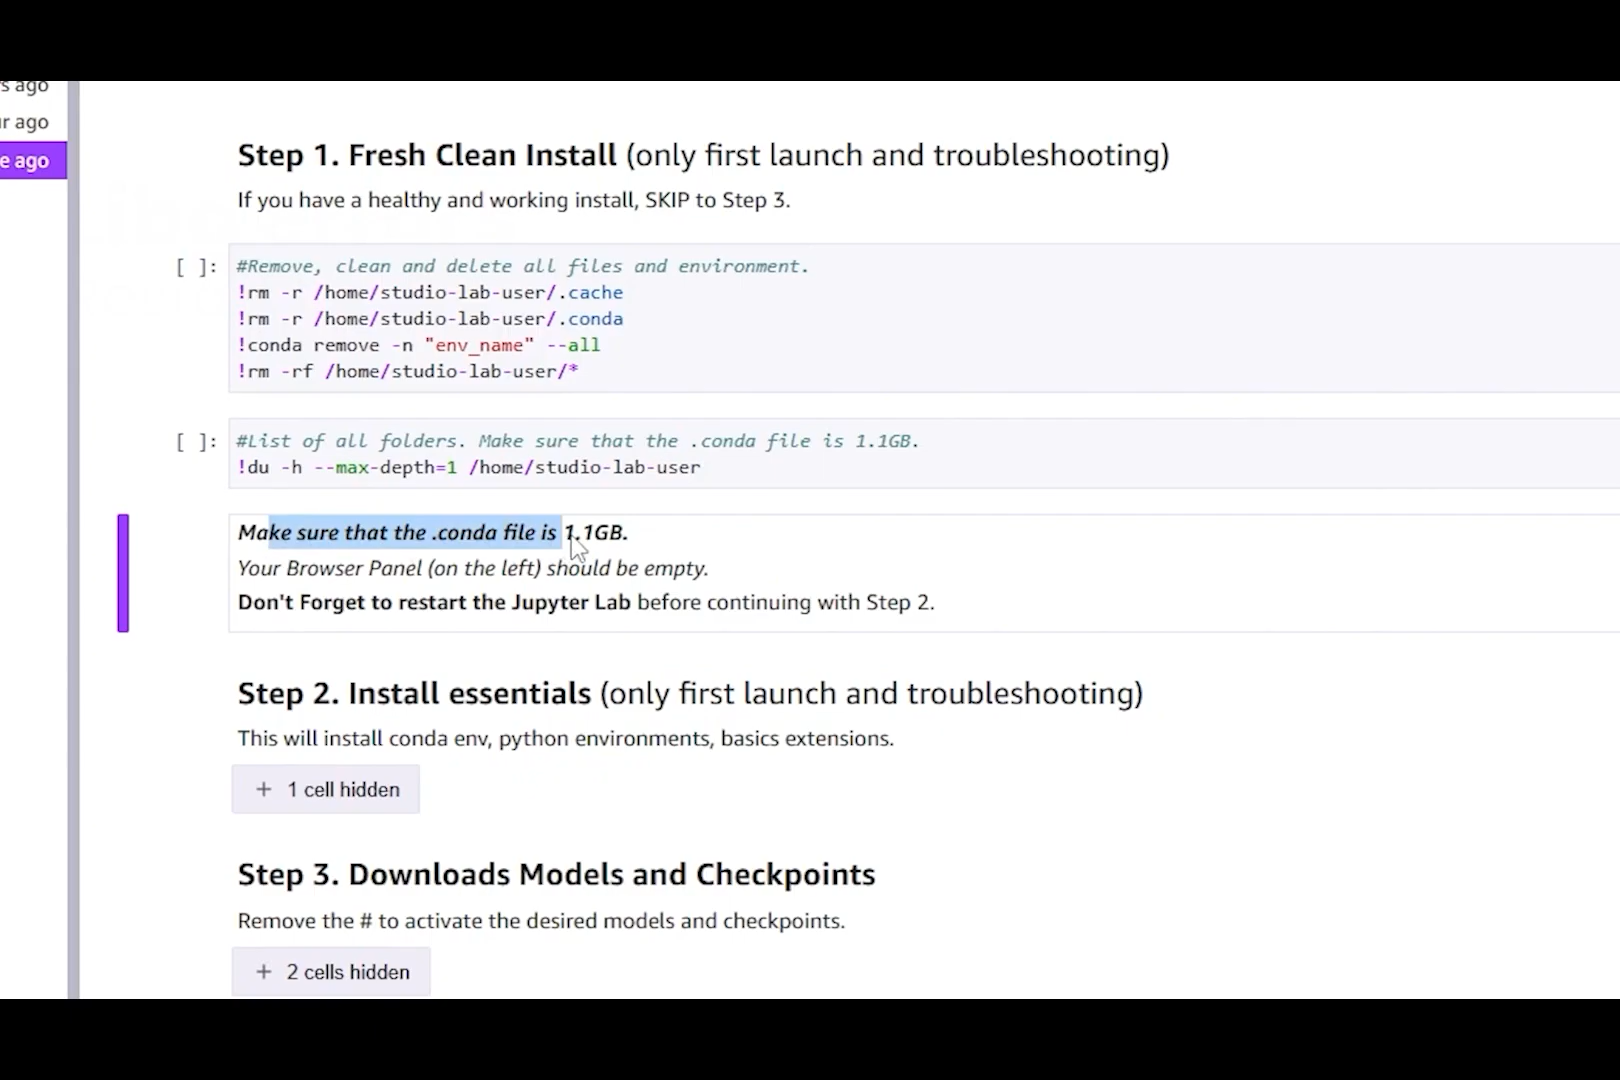 s ago
r ago
e ago
Step 1. Fresh Clean Install (only first launch and troubleshooting)
If you have a healthy and working install, SKIP to Step 3.
[ ]: #Remove, clean and delete all files and environment.
!rm -r /home/studio-lab-user/.cache
!rm -r /home/studio-lab-user/.conda
!conda remove -n "env_name" --all
!rm -rf /home/studio-lab-user/*
[ ]: #List of all folders. Make sure that the .conda file is 1.1GB.
!du -h --max-depth=1 /home/studio-lab-user
Make sure that the .conda file is 1.1GB.
Your Browser Panel (on the left) should be empty.
Don't Forget to restart the Jupyter Lab before continuing with Step 2.
Step 2. Install essentials (only first launch and troubleshooting)
This will install conda env, python environments, basics extensions.
+ 1 cell hidden
Step 3. Downloads Models and Checkpoints
Remove the # to activate the desired models and checkpoints.
+ 2 cells hidden